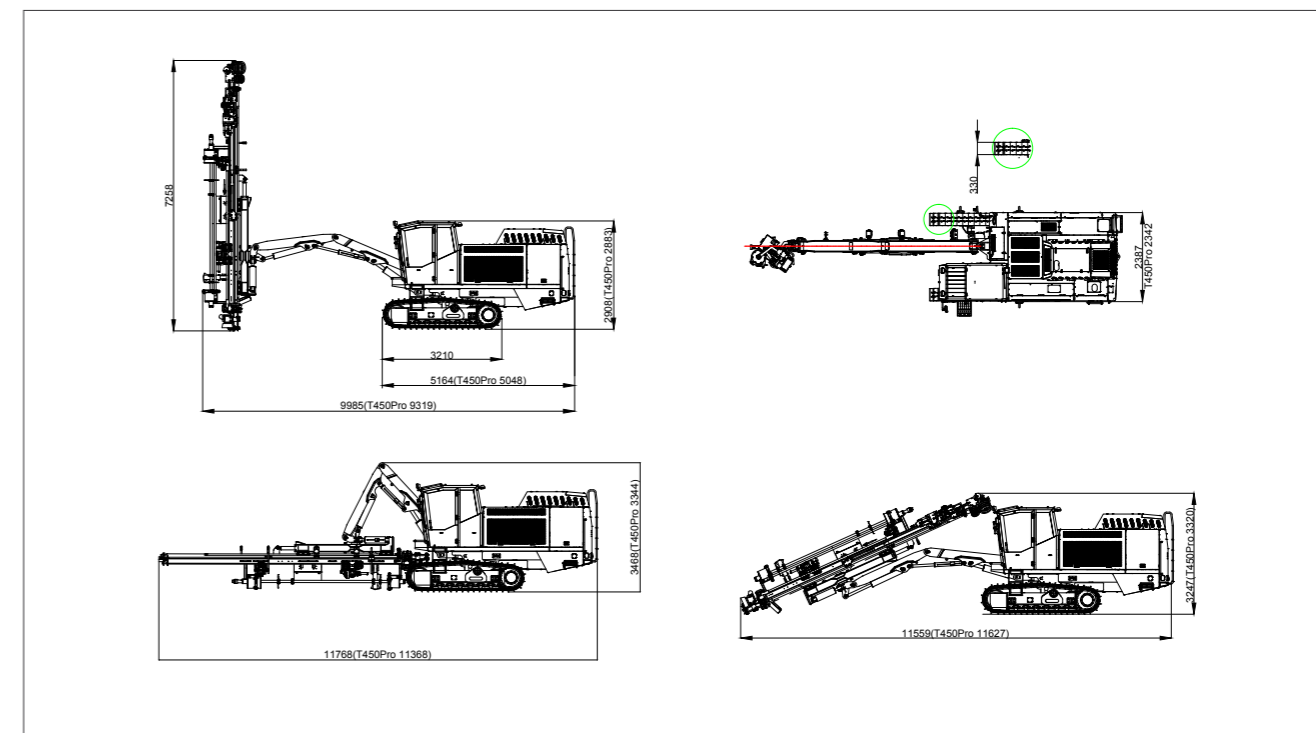 7258
2908(T450Pro 2883)
3210
5164(T450Pro 5048)
9985(T450Pro 9319)
330
2387
T450Pro 2342
3468(T450Pro 3344)
11768(T450Pro 11368)
3247(T450Pro 3320)
11559(T450Pro 11627)